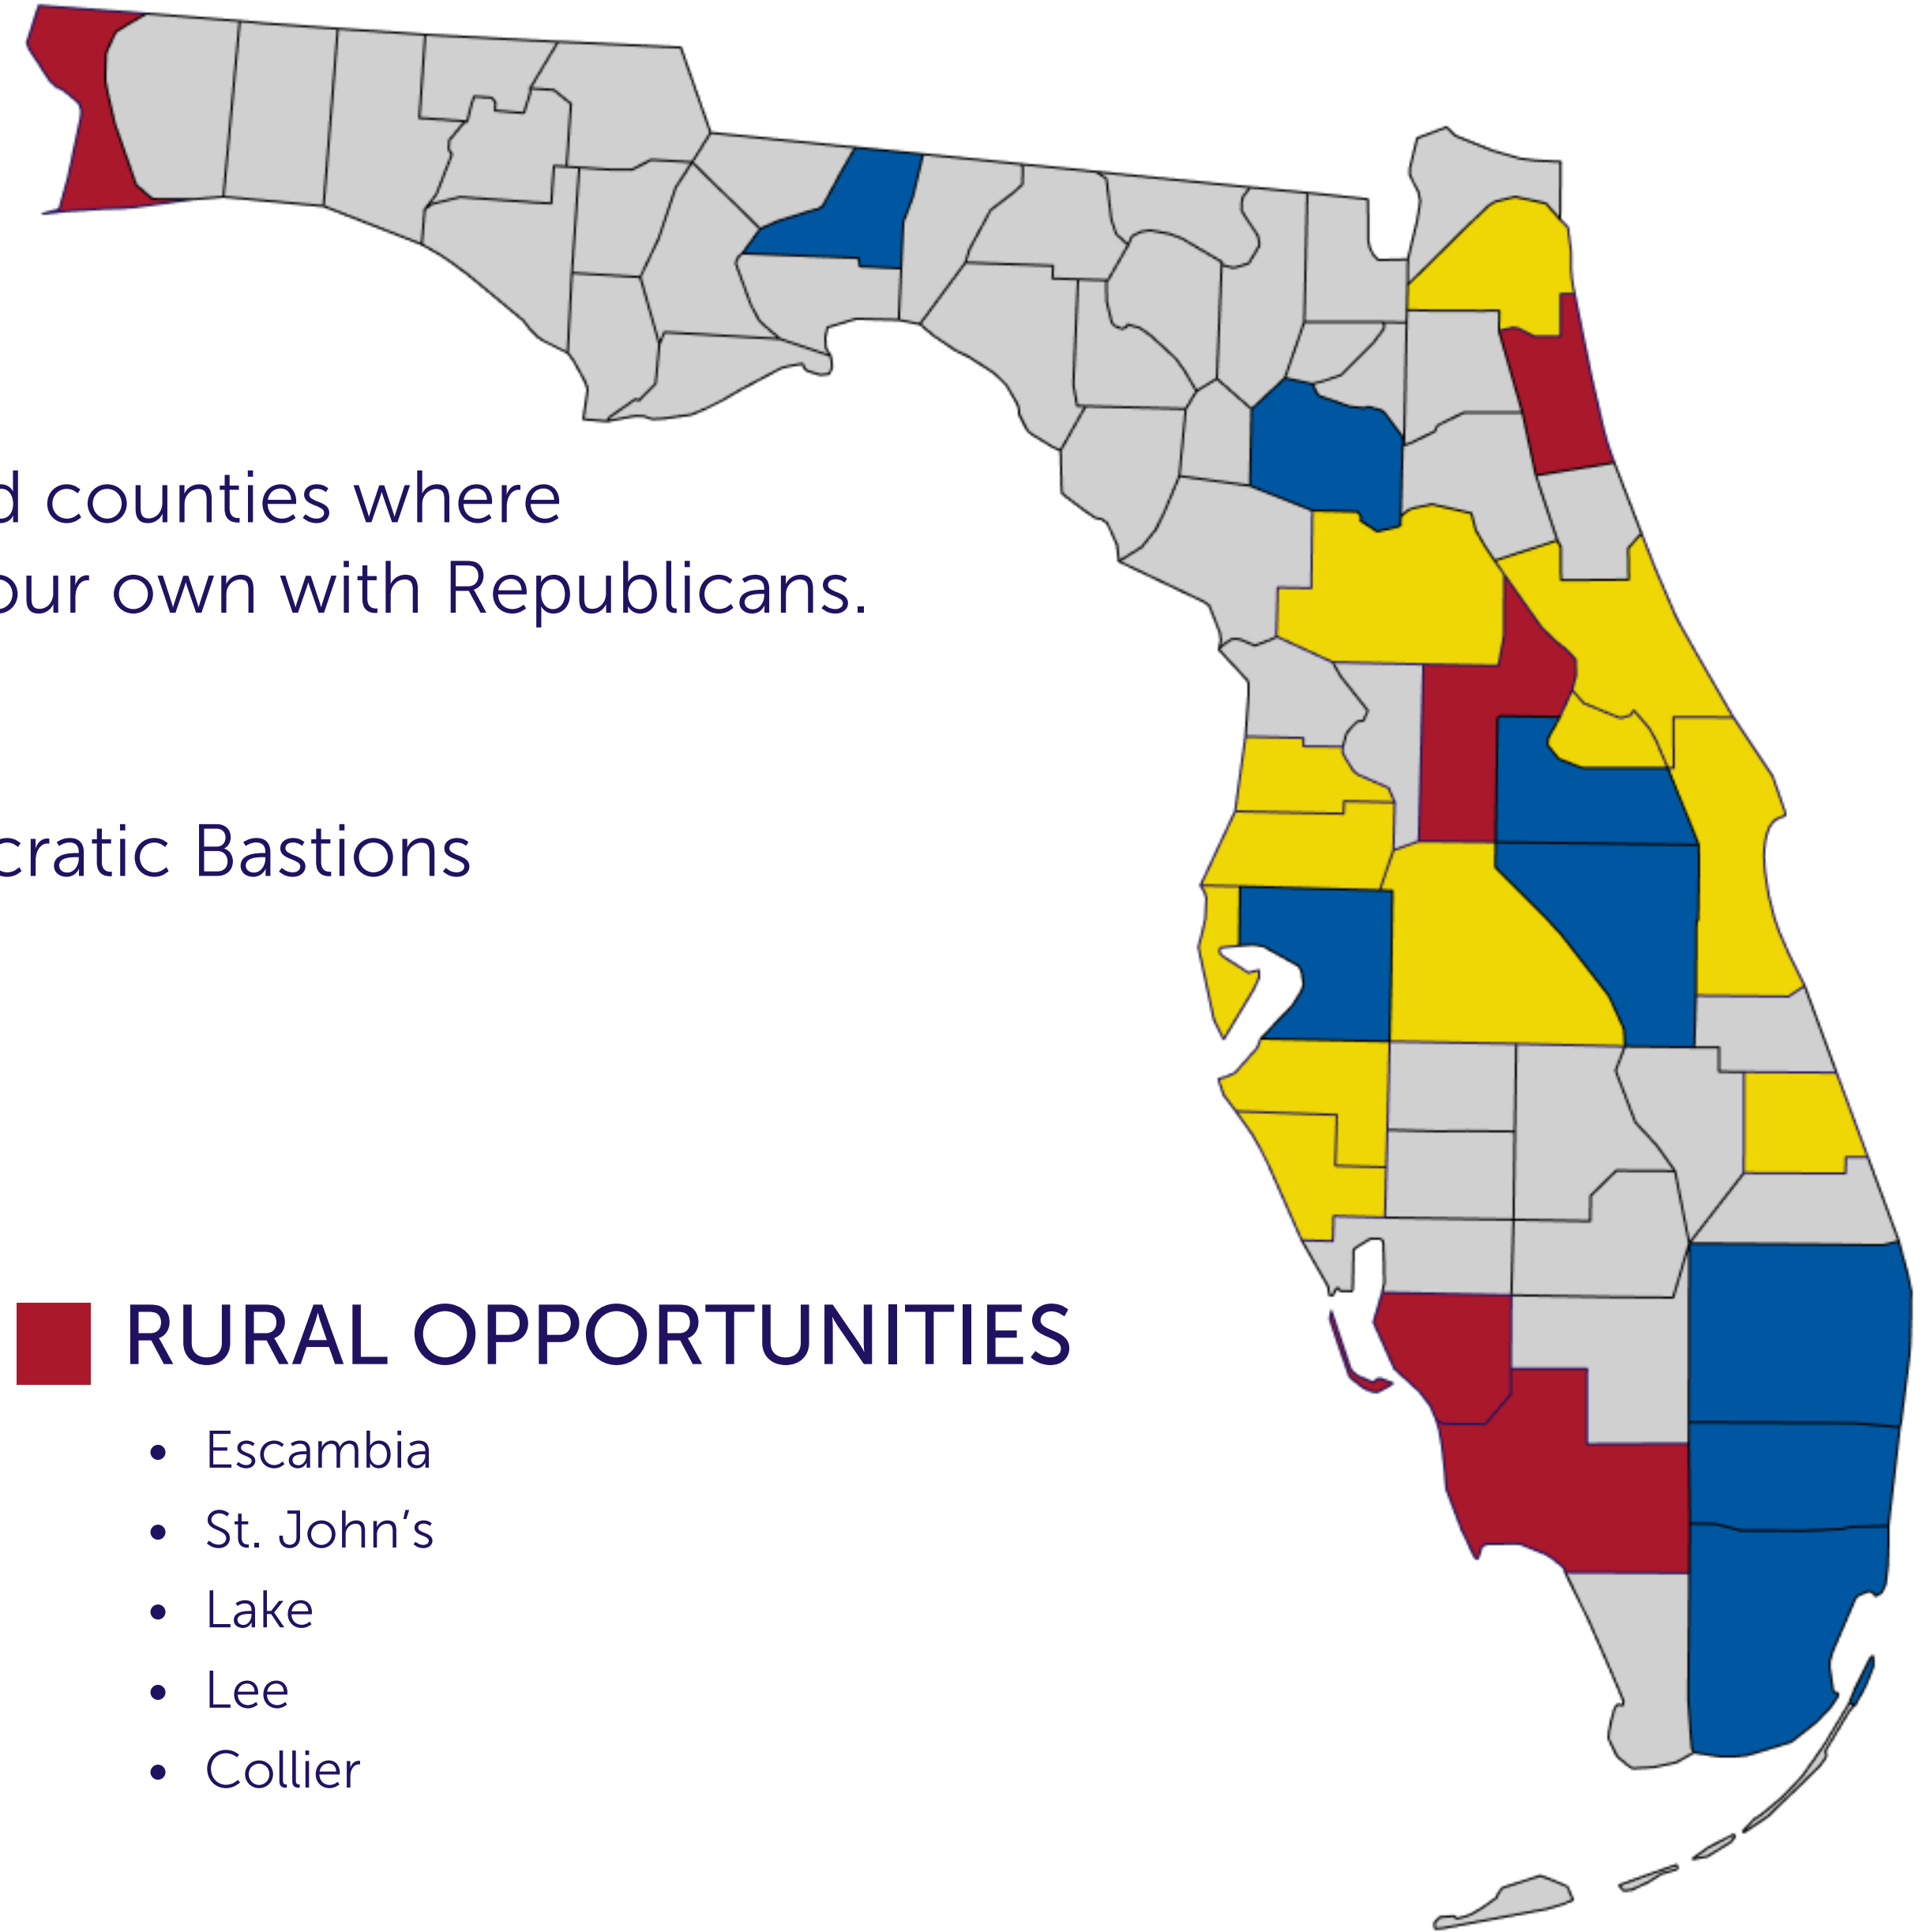 counties where
our own with Republicans.
cratic Bastions
RURAL OPPORTUNITIES
• Escambia
• St. John's
• Lake
• Lee
• Collier